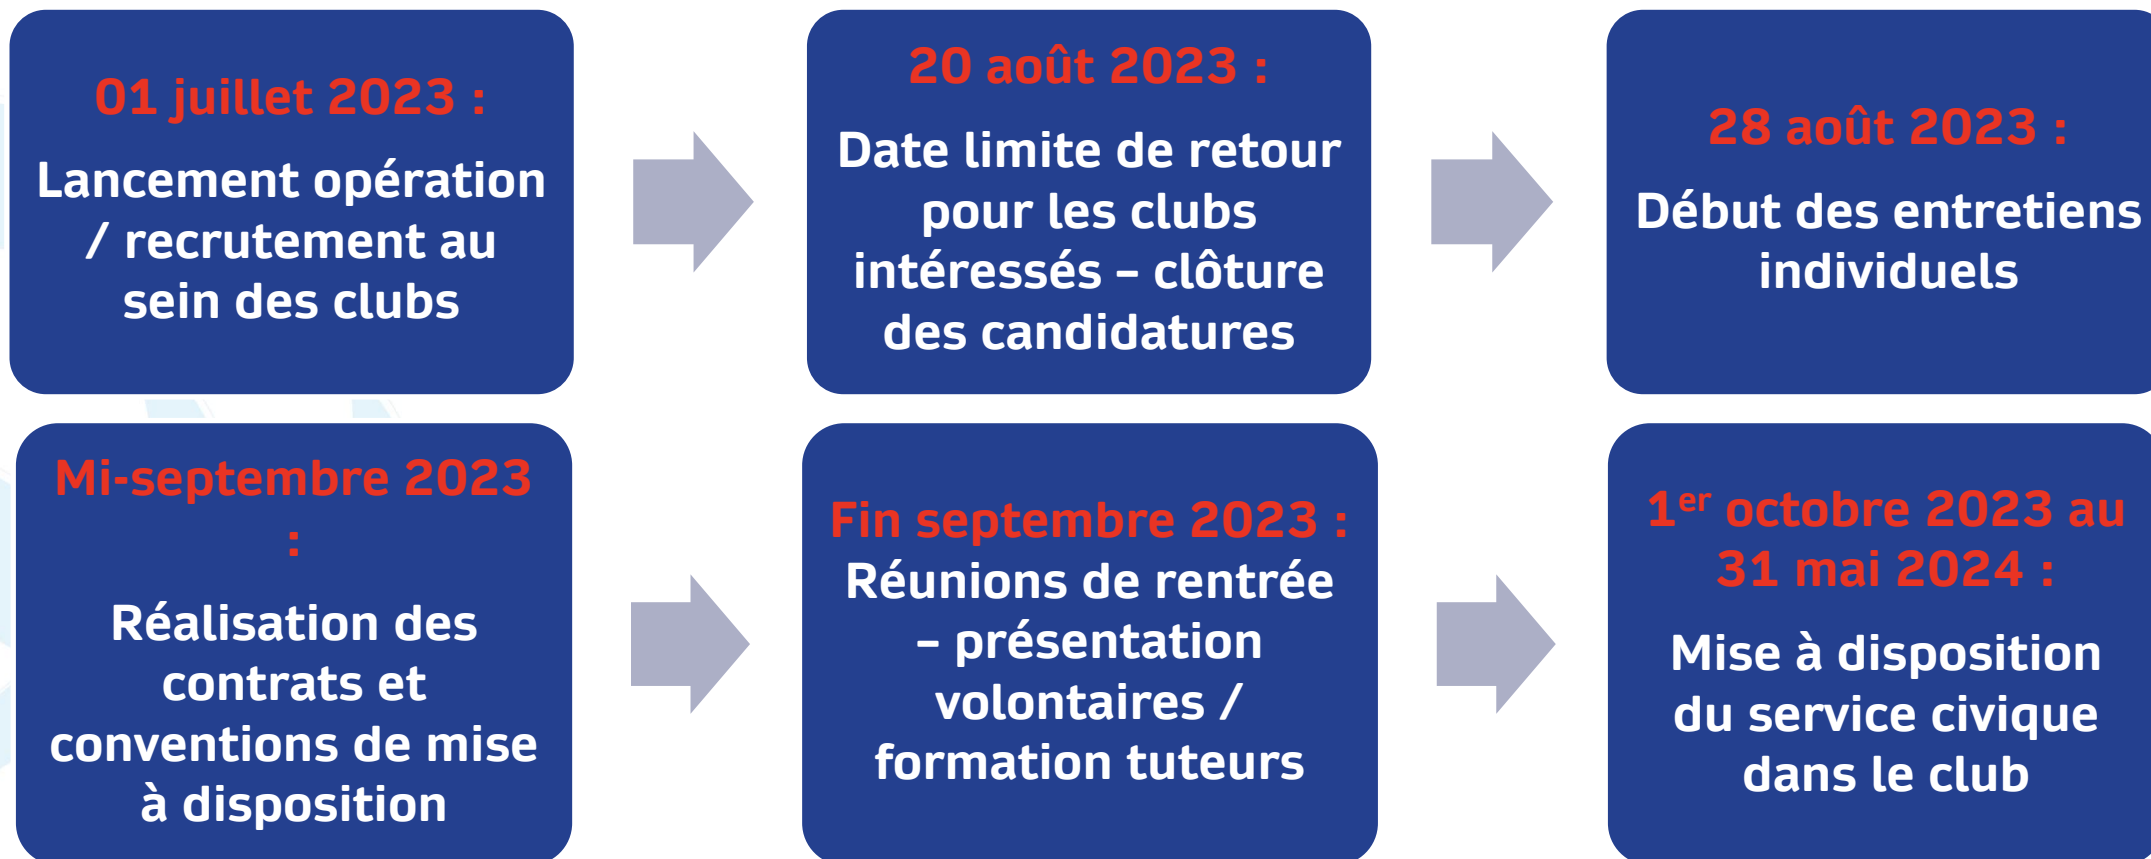 01 juillet 2023 :
Lancement opération
/ recrutement au
sein des clubs
20 août 2023 :
Date limite de retour
pour les clubs
intéressés – clôture
des candidatures
28 août 2023 :
Début des entretiens
individuels
Mi-septembre 2023
:
Réalisation des
contrats et
conventions de mise
à disposition
Fin septembre 2023 :
Réunions de rentrée
– présentation
volontaires /
formation tuteurs
1er octobre 2023 au
31 mai 2024 :
Mise à disposition
du service civique
dans le club